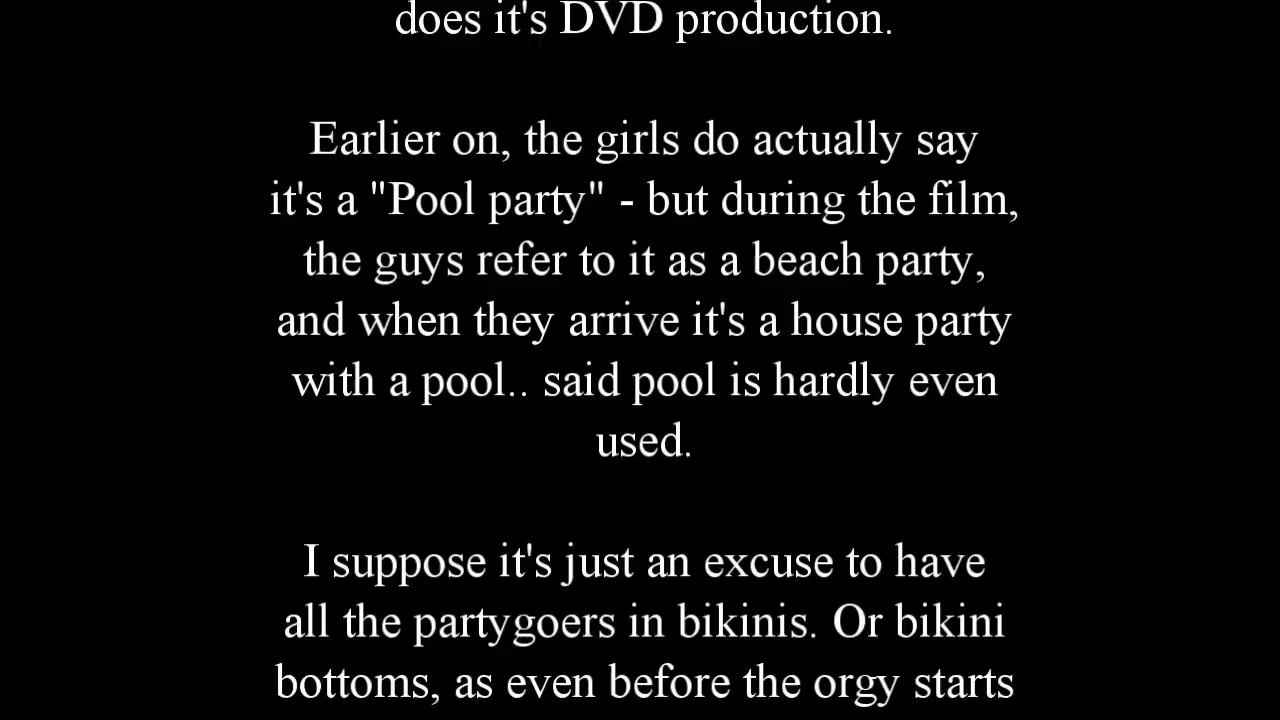 does it's DVD production.
Earlier on, the girls do actually say
it's a "Pool party" - but during the film,
the guys refer to it as a beach party,
and when they arrive it's a house party
with a pool.. said pool is hardly even
used.
I suppose it's just an excuse to have
all the partygoers in bikinis. Or bikini
bottoms, as even before the orgy starts